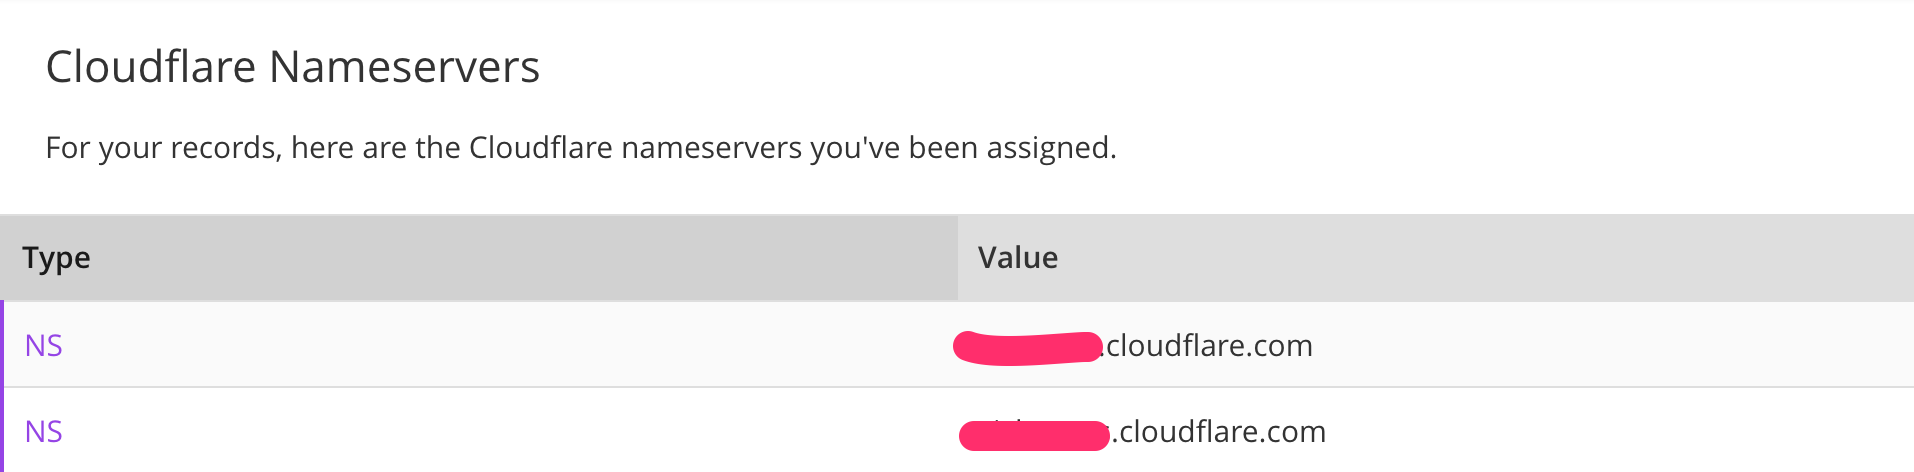 Cloudflare Nameservers
For your records, here are the Cloudflare nameservers you've been assigned.
Type Value
NS .cloudflare.com
NS .cloudflare.com